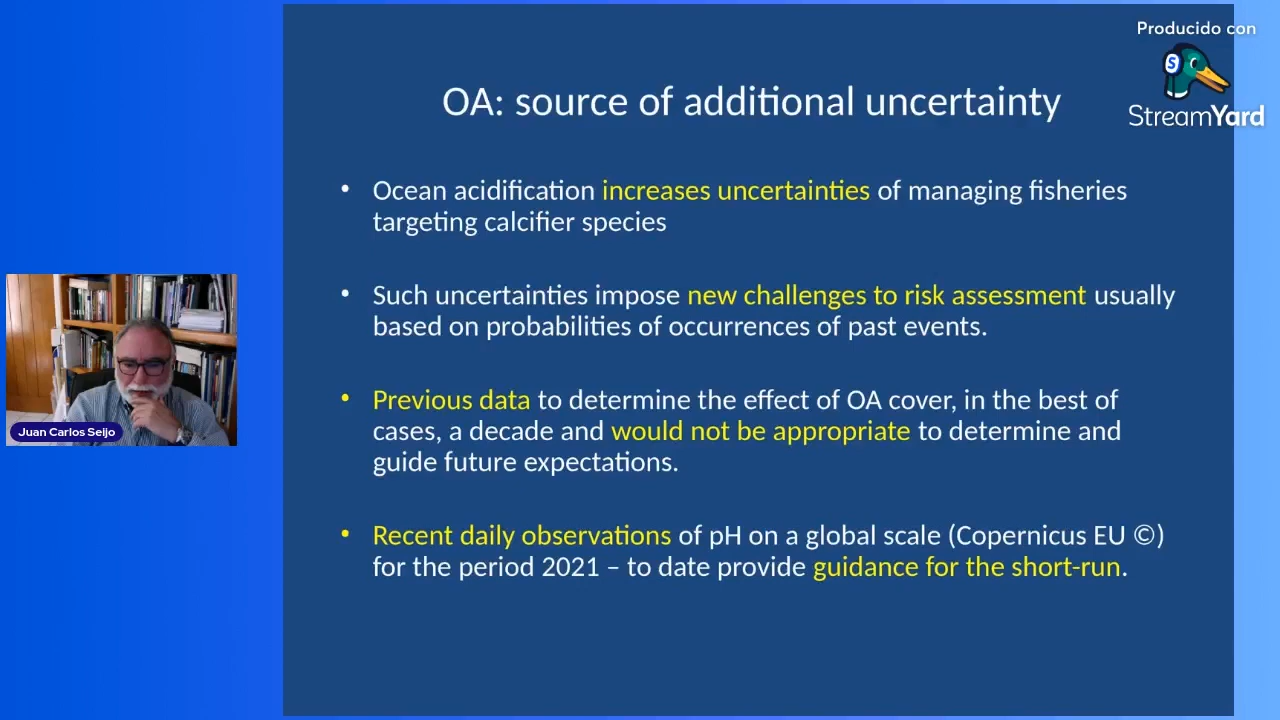 Producido con
StreamYard
OA: source of additional uncertainty
• Ocean acidification increases uncertainties of managing fisheries
targeting calcifier species
• Such uncertainties impose new challenges to risk assessment usually
based on probabilities of occurrences of past events.
• Previous data to determine the effect of OA cover, in the best of
cases, a decade and would not be appropriate to determine and
guide future expectations.
• Recent daily observations of pH on a global scale (Copernicus EU ©)
for the period 2021 – to date provide guidance for the short-run.
Juan Carlos Seijo